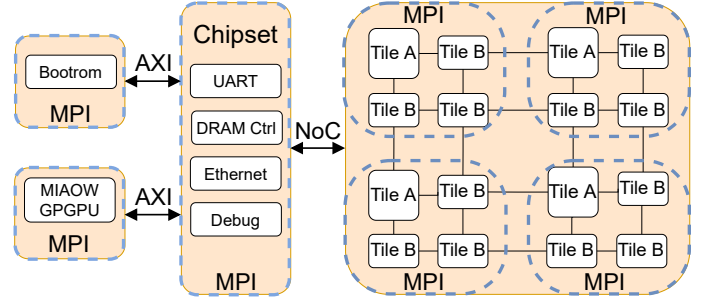 Bootrom
MPI
AXI
MIAOW
GPGPU
MPI
AXI
Chipset
UART
DRAM Ctrl
Ethernet
Debug
MPI
NoC
MPI
MPI
Tile A
Tile B
Tile A
Tile B
Tile B
Tile B
Tile B
Tile B
Tile A
Tile B
Tile A
Tile B
Tile B
Tile B
Tile B
Tile B
MPI
MPI